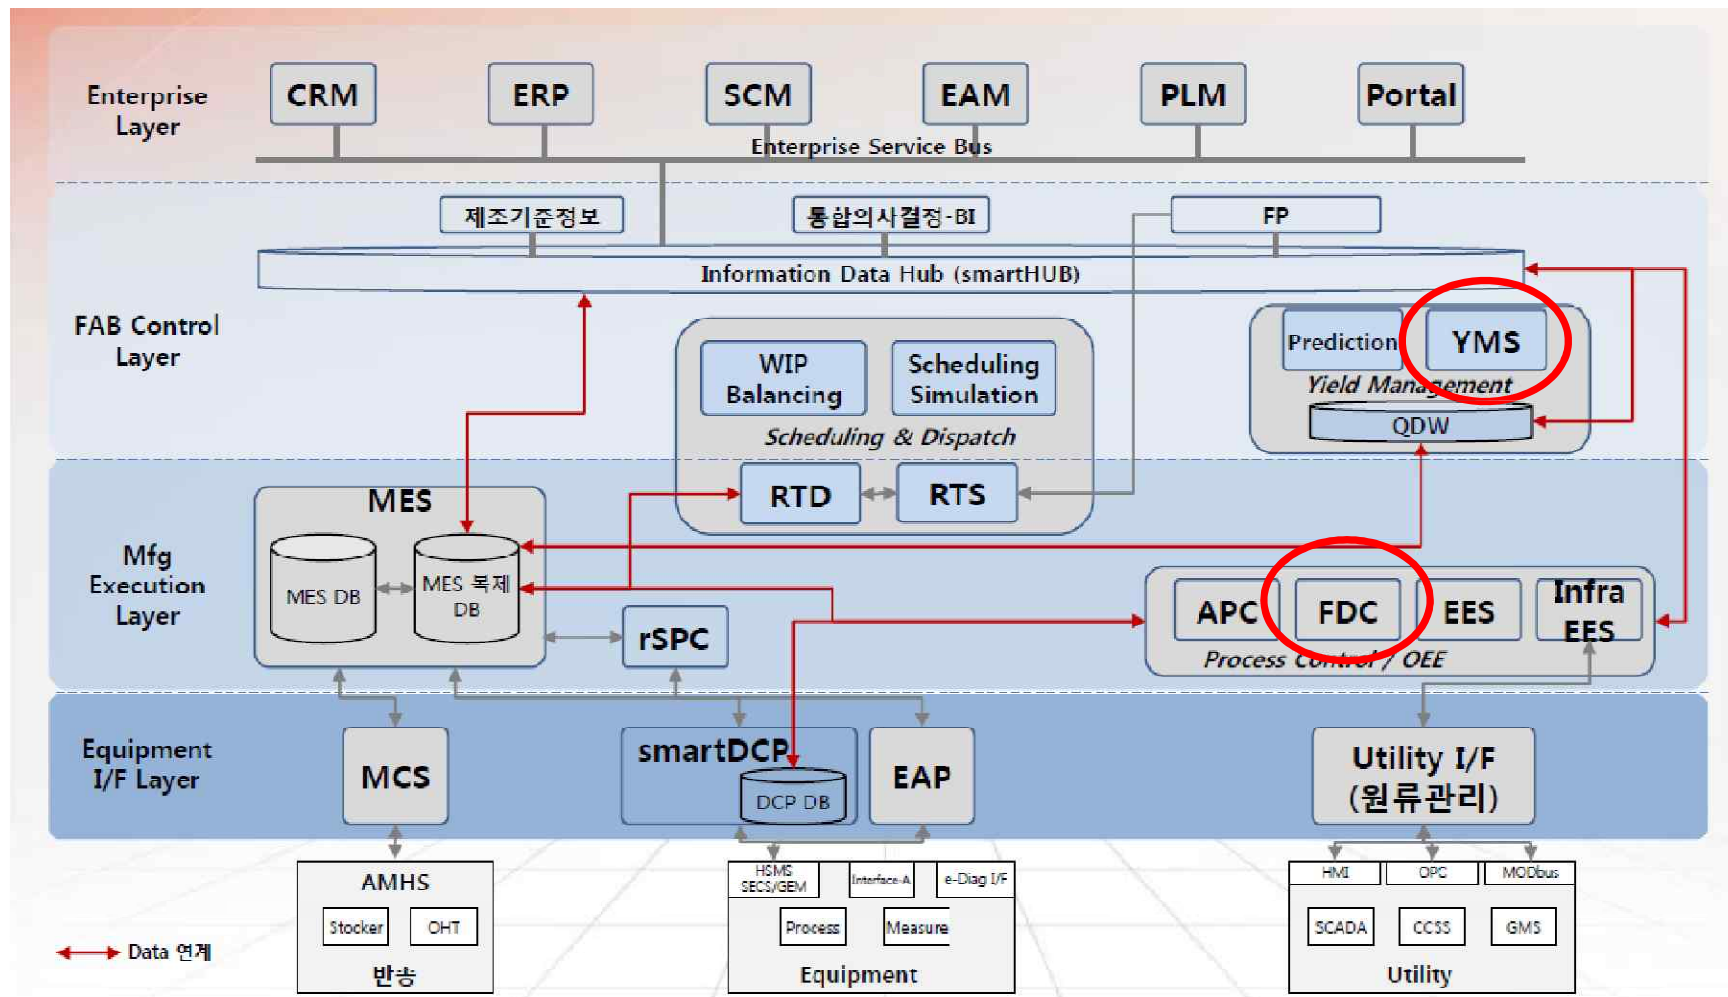 Enterprise
Layer
CRM
ERP
SCM
EAM
PLM
Portal
Enterprise Service Bus
제조기준정보
통합의사결정-BI
FP
Information Data Hub (smartHUB)
FAB Control
Layer
WIP
Balancing
Scheduling
Simulation
Scheduling & Dispatch
Prediction
YMS
Yield Management
QDW
RTD
RTS
Mfg
Execution
Layer
MES
MES DB
MES 복제
DB
rSPC
APC
FDC
EES
Infra
EES
Process Control / OEE
Equipment
I/F Layer
MCS
smartDCP
DCP DB
EAP
Utility I/F
(원류관리)
AMHS
Stocker
OHT
반송
HSMS
SECS/GEM
Interface-A
e-Diag I/F
Process
Measure
Equipment
HMI
OPC
MODbus
SCADA
CCSS
GMS
Utility
Data 연계